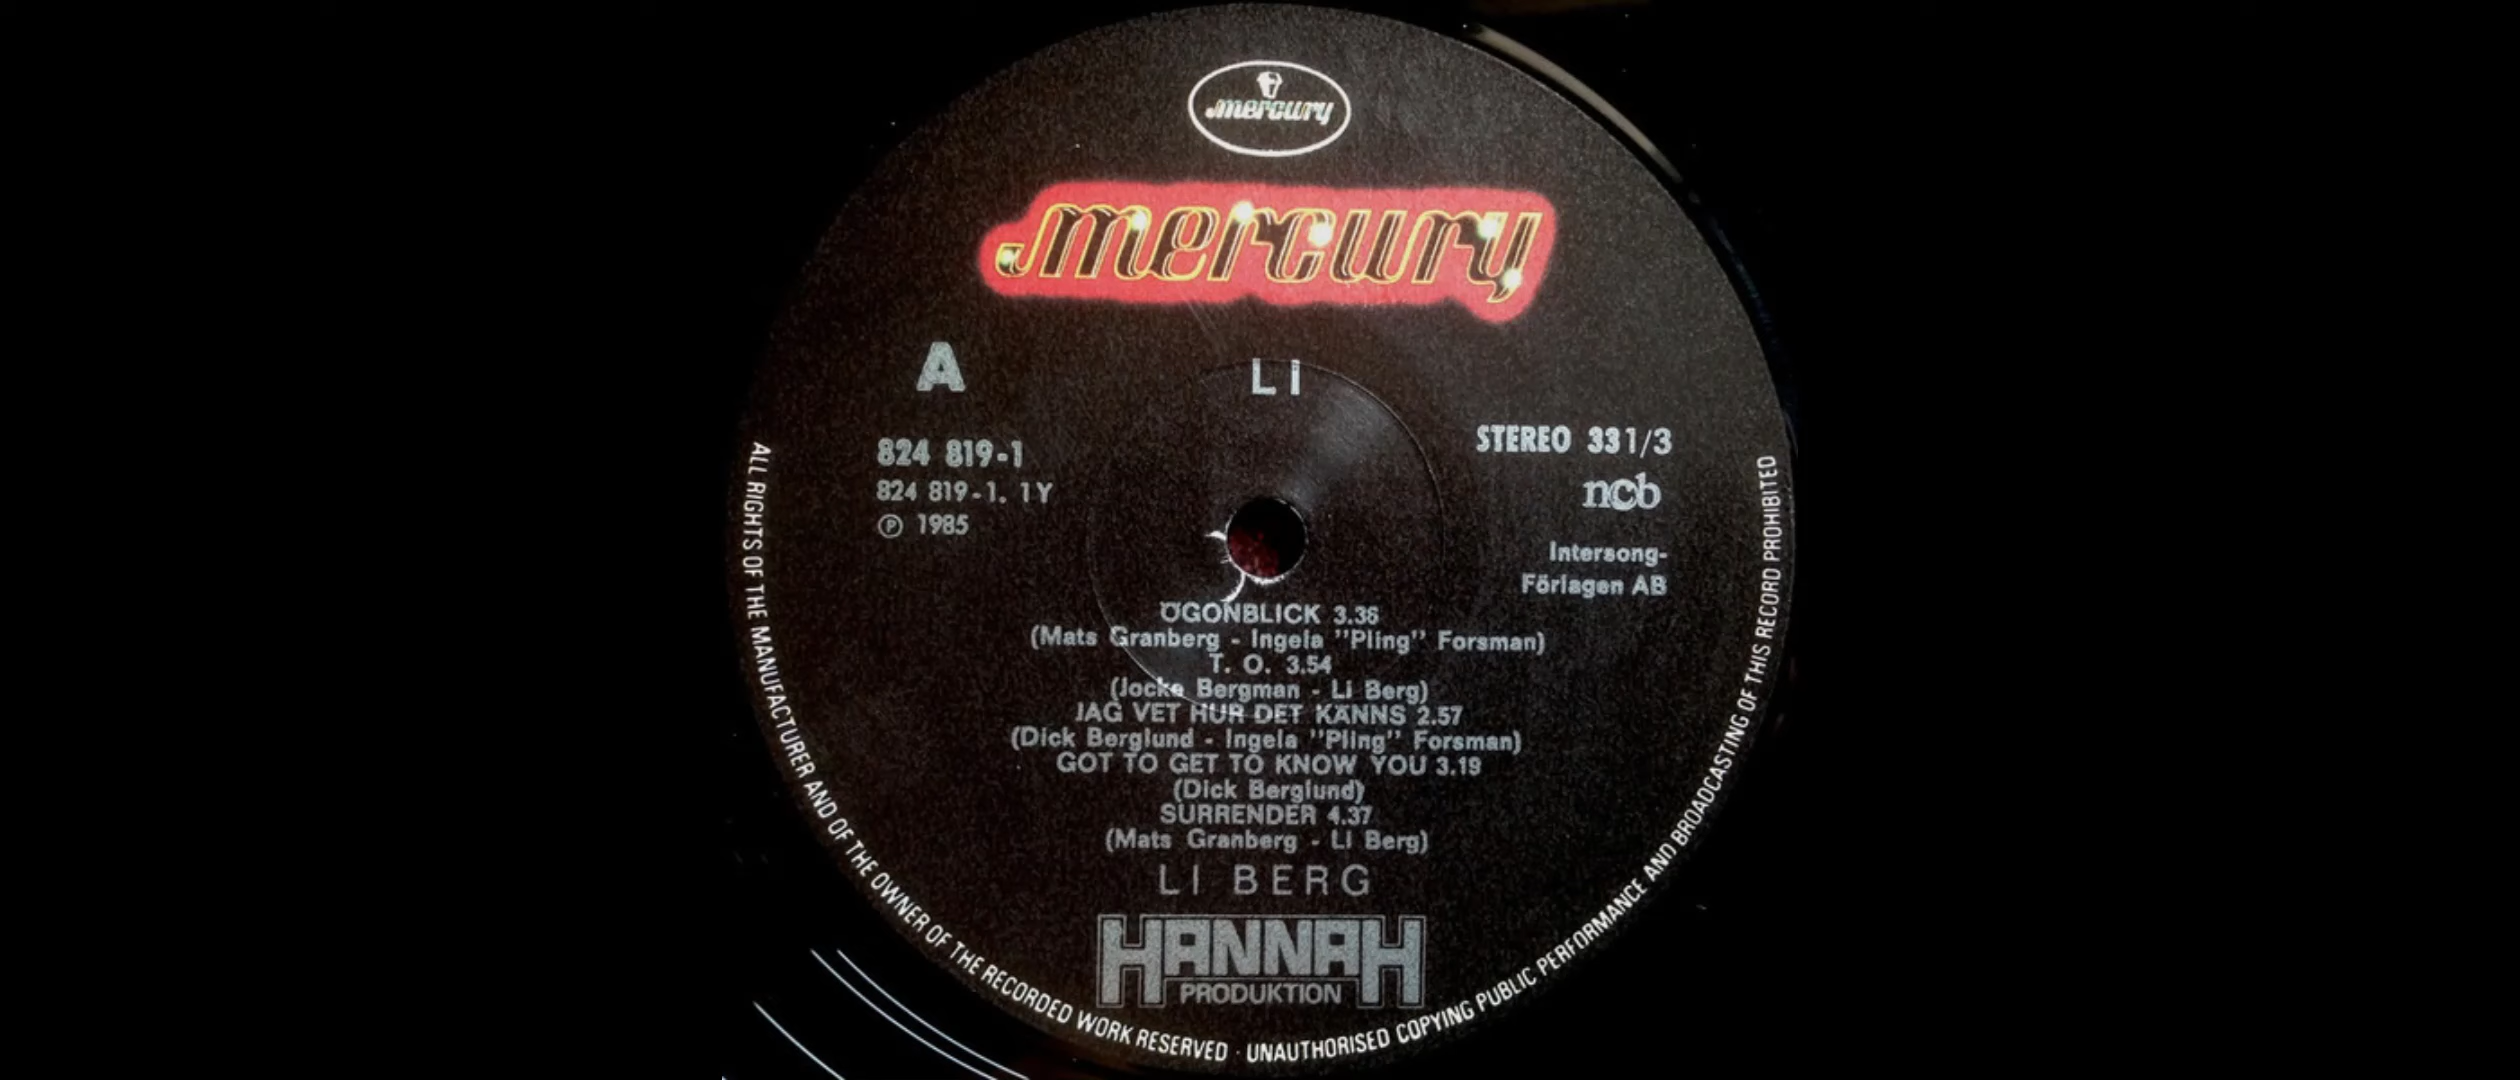 mercury
mercury
A
LI
824 819-1
824 819-1. 1Y
℗ 1985
STEREO 33 1/3
ncb
Intersong-
Förlagen AB
ÖGONBLICK 3.36
(Mats Granberg - Ingela "Pling" Forsman)
T. O. 3.54
(Jocke Bergman - Li Berg)
JAG VET HUR DET KÄNNS 2.57
(Dick Berglund - Ingela "Pling" Forsman)
GOT TO GET TO KNOW YOU 3.19
(Dick Berglund)
SURRENDER 4.37
(Mats Granberg - Li Berg)
LI BERG
HANNAH
PRODUKTION
ALL RIGHTS OF THE MANUFACTURER AND OF THE OWNER OF THE RECORDED WORK RESERVED · UNAUTHORISED COPYING PUBLIC PERFORMANCE AND BROADCASTING OF THIS RECORD PROHIBITED